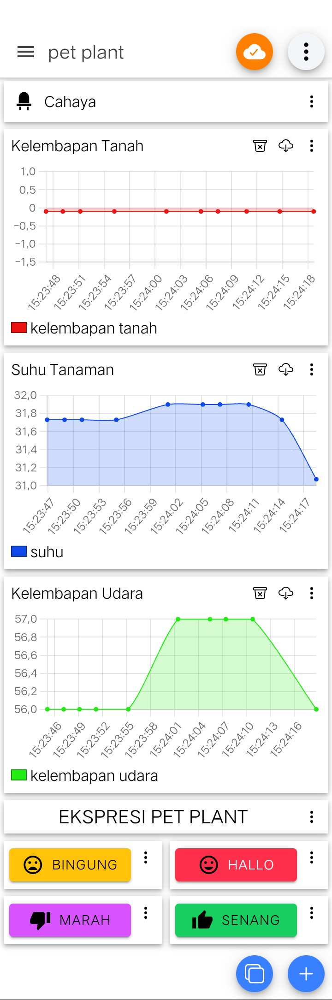 pet plant
Cahaya
Kelembapan Tanah
1,0
0,5
0
−0,5
−1,0
−1,5
15:23:48 15:23:51 15:23:54 15:23:57 15:24:00 15:24:03 15:24:06 15:24:09 15:24:12 15:24:15 15:24:18
kelembapan tanah
Suhu Tanaman
32,0
31,8
31,6
31,4
31,2
31,0
15:23:47 15:23:50 15:23:53 15:23:56 15:23:59 15:24:02 15:24:05 15:24:08 15:24:11 15:24:14 15:24:17
suhu
Kelembapan Udara
57,0
56,8
56,6
56,4
56,2
56,0
15:23:46 15:23:49 15:23:52 15:23:55 15:23:58 15:24:01 15:24:04 15:24:07 15:24:10 15:24:13 15:24:16
kelembapan udara
EKSPRESI PET PLANT
BINGUNG HALLO
MARAH SENANG